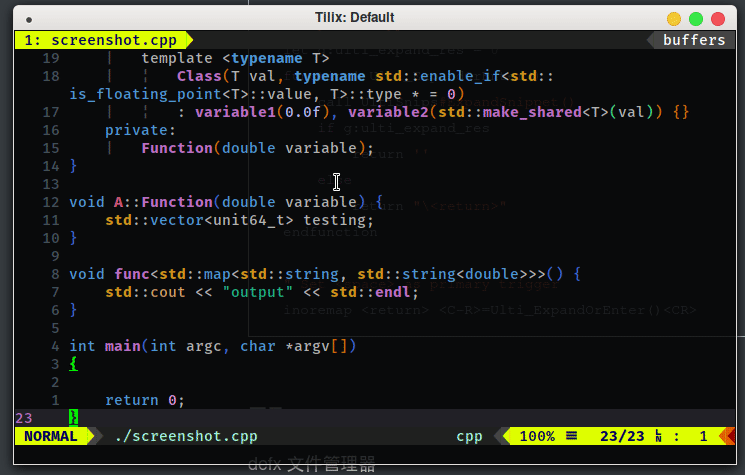 Tilix: Default
1: screenshot.cpp buffers
19 | template <typename T>
18 | ¦ Class(T val, typename std::enable_if<std::
is_floating_point<T>::value, T>::type * = 0)
17 | ¦ : variable1(0.0f), variable2(std::make_shared<T>(val)) {}
16 private:
15 | Function(double variable);
14 }
13
12 void A::Function(double variable) {
11 std::vector<unit64_t> testing;
10 }
9
8 void func<std::map<std::string, std::string<double>>>() {
7 std::cout << "output" << std::endl;
6 }
5
4 int main(int argc, char *argv[])
3 {
2
1 return 0;
23 }
NORMAL ./screenshot.cpp cpp 100% ☰ 23/23 ㏑ : 1
g:ulti_expand_res = 0
if g:ulti_expand_res
return ''
else
return "\<return>"
endfunction
primary trigger
inoremap <return> <C-R>=Ulti_ExpandOrEnter()<CR>
defx 文件管理器